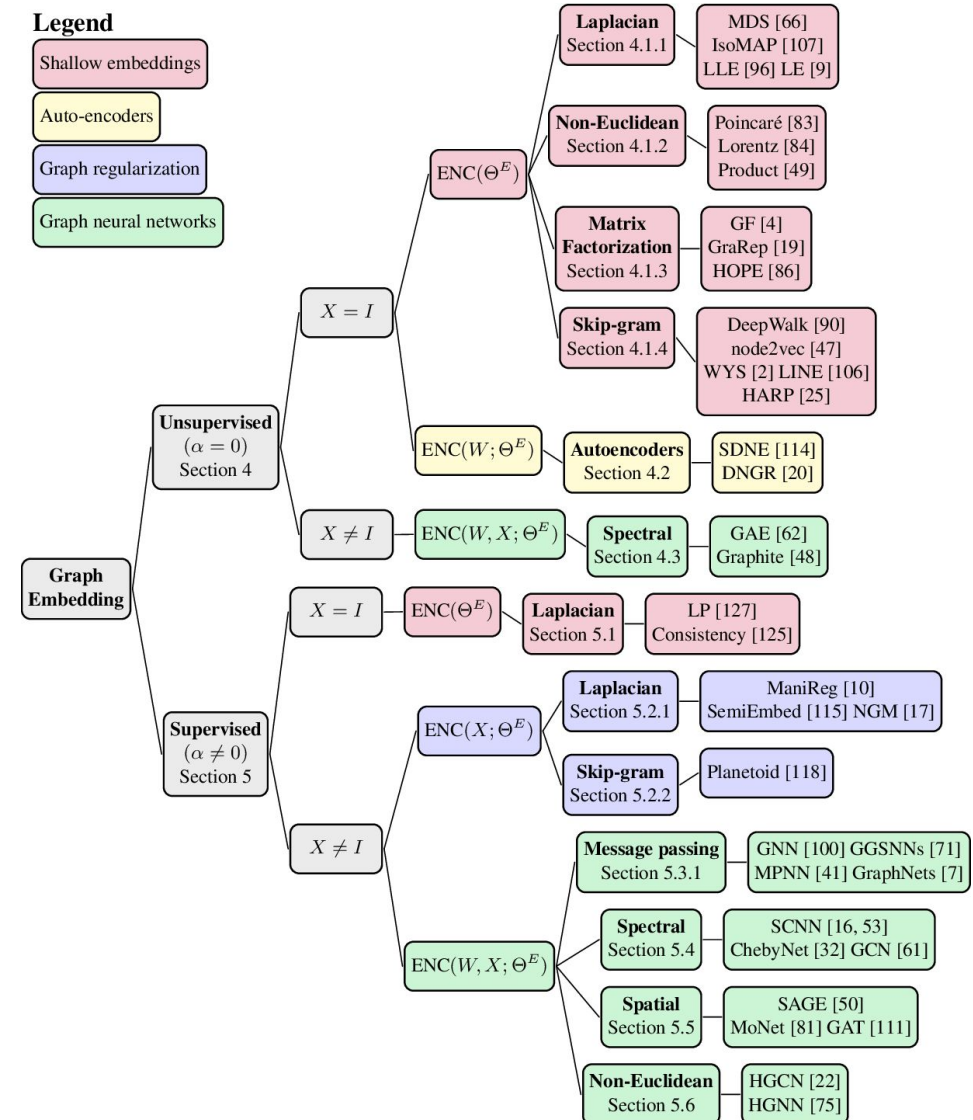 Legend
Shallow embeddings
Auto-encoders
Graph regularization
Graph neural networks
Graph
Embedding
Unsupervised
(α = 0)
Section 4
X = I
ENC(Θ^E)
Laplacian
Section 4.1.1
MDS [66]
IsoMAP [107]
LLE [96] LE [9]
Non-Euclidean
Section 4.1.2
Poincaré [83]
Lorentz [84]
Product [49]
Matrix
Factorization
Section 4.1.3
GF [4]
GraRep [19]
HOPE [86]
Skip-gram
Section 4.1.4
DeepWalk [90]
node2vec [47]
WYS [2] LINE [106]
HARP [25]
ENC(W; Θ^E)
Autoencoders
Section 4.2
SDNE [114]
DNGR [20]
X ≠ I
ENC(W, X; Θ^E)
Spectral
Section 4.3
GAE [62]
Graphite [48]
Supervised
(α ≠ 0)
Section 5
X = I
ENC(Θ^E)
Laplacian
Section 5.1
LP [127]
Consistency [125]
X ≠ I
ENC(X; Θ^E)
Laplacian
Section 5.2.1
ManiReg [10]
SemiEmbed [115] NGM [17]
Skip-gram
Section 5.2.2
Planetoid [118]
ENC(W, X; Θ^E)
Message passing
Section 5.3.1
GNN [100] GGSNNs [71]
MPNN [41] GraphNets [7]
Spectral
Section 5.4
SCNN [16, 53]
ChebyNet [32] GCN [61]
Spatial
Section 5.5
SAGE [50]
MoNet [81] GAT [111]
Non-Euclidean
Section 5.6
HGCN [22]
HGNN [75]